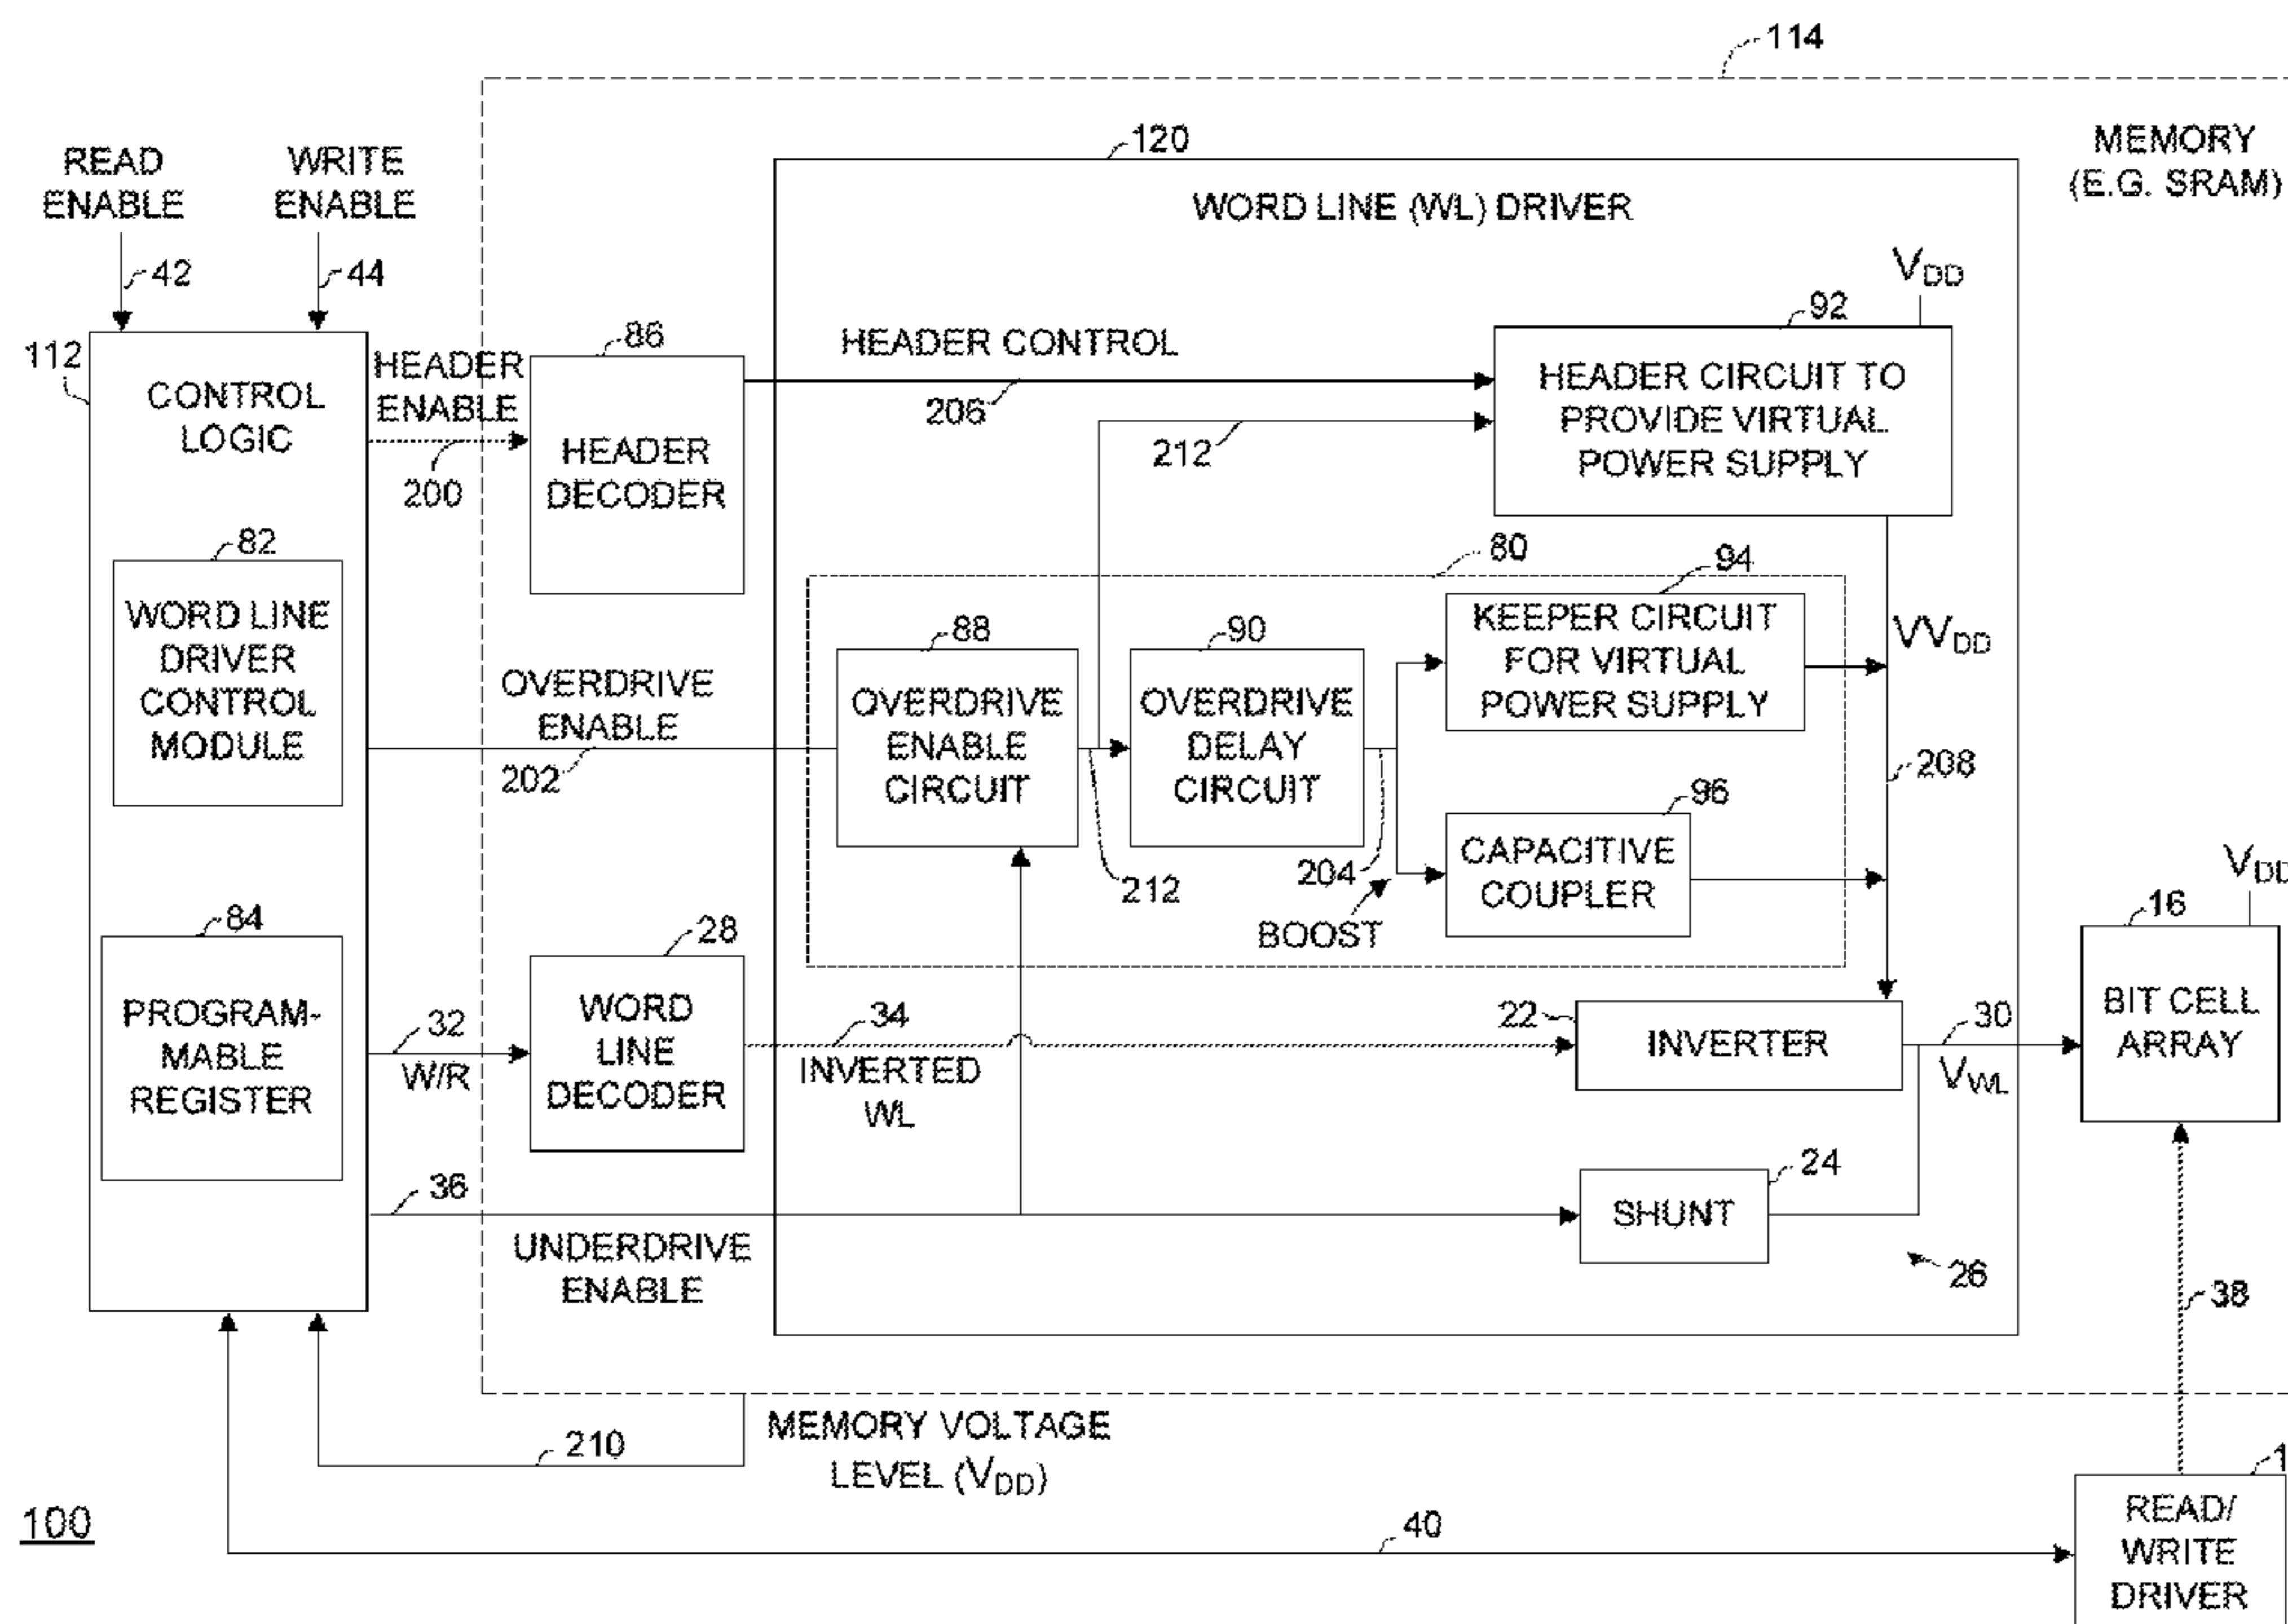 114
MEMORY
(E.G. SRAM)
120
WORD LINE (WL) DRIVER
READ
ENABLE
WRITE
ENABLE
42
44
112
CONTROL
LOGIC
HEADER
ENABLE
200
86
HEADER
DECODER
HEADER CONTROL
206
212
VDD
92
HEADER CIRCUIT TO
PROVIDE VIRTUAL
POWER SUPPLY
82
WORD LINE
DRIVER
CONTROL
MODULE
OVERDRIVE
ENABLE
202
80
88
OVERDRIVE
ENABLE
CIRCUIT
212
90
OVERDRIVE
DELAY
CIRCUIT
204
BOOST
94
KEEPER CIRCUIT
FOR VIRTUAL
POWER SUPPLY
VVDD
208
96
CAPACITIVE
COUPLER
84
PROGRAM-
MABLE
REGISTER
32
W/R
28
WORD
LINE
DECODER
34
INVERTED
WL
22
INVERTER
30
VWL
VDD
16
BIT CELL
ARRAY
36
UNDERDRIVE
ENABLE
24
SHUNT
26
38
210
MEMORY VOLTAGE
LEVEL (VDD)
100
40
READ/
WRITE
DRIVER